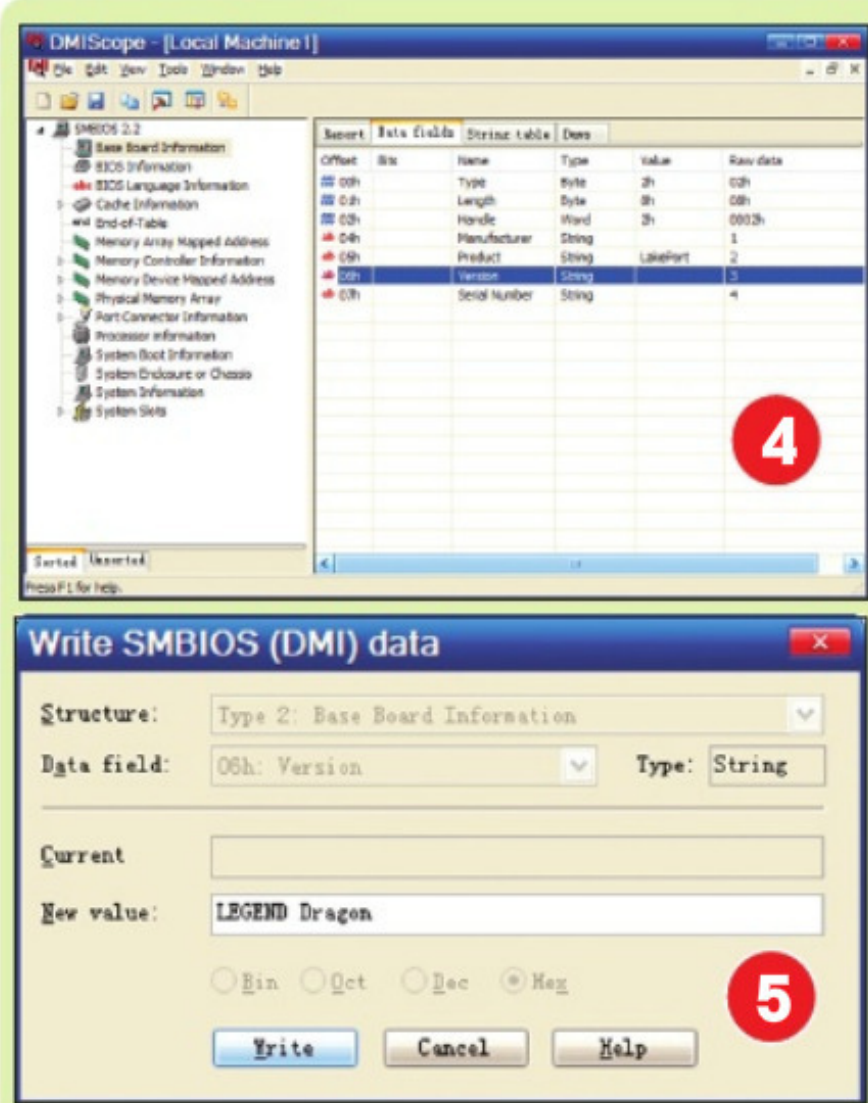 DMIScope - [Local Machine1]
File Edit View Tools Window Help
SMBIOS 2.2
Base Board Information
BIOS Information
BIOS Language Information
Cache Information
End-of-Table
Memory Array Mapped Address
Memory Controller Information
Memory Device Mapped Address
Physical Memory Array
Port Connector Information
Processor information
System Boot Information
System Enclosure or Chassis
System Information
System Slots
Sorted Unsorted
Report Data fields String table Dump
Offset Bits Name Type Value Raw data
00h Type Byte 2h 02h
01h Length Byte 8h 08h
02h Handle Word 2h 0002h
04h Manufacturer String 1
05h Product String LakePort 2
06h Version String 3
07h Serial Number String 4
4
Press F1 for help.
Write SMBIOS (DMI) data
Structure: Type 2: Base Board Information
Data field: 06h: Version Type: String
Current
New value: LEGEND Dragon
Bin Oct Dec Hex
5
Write Cancel Help